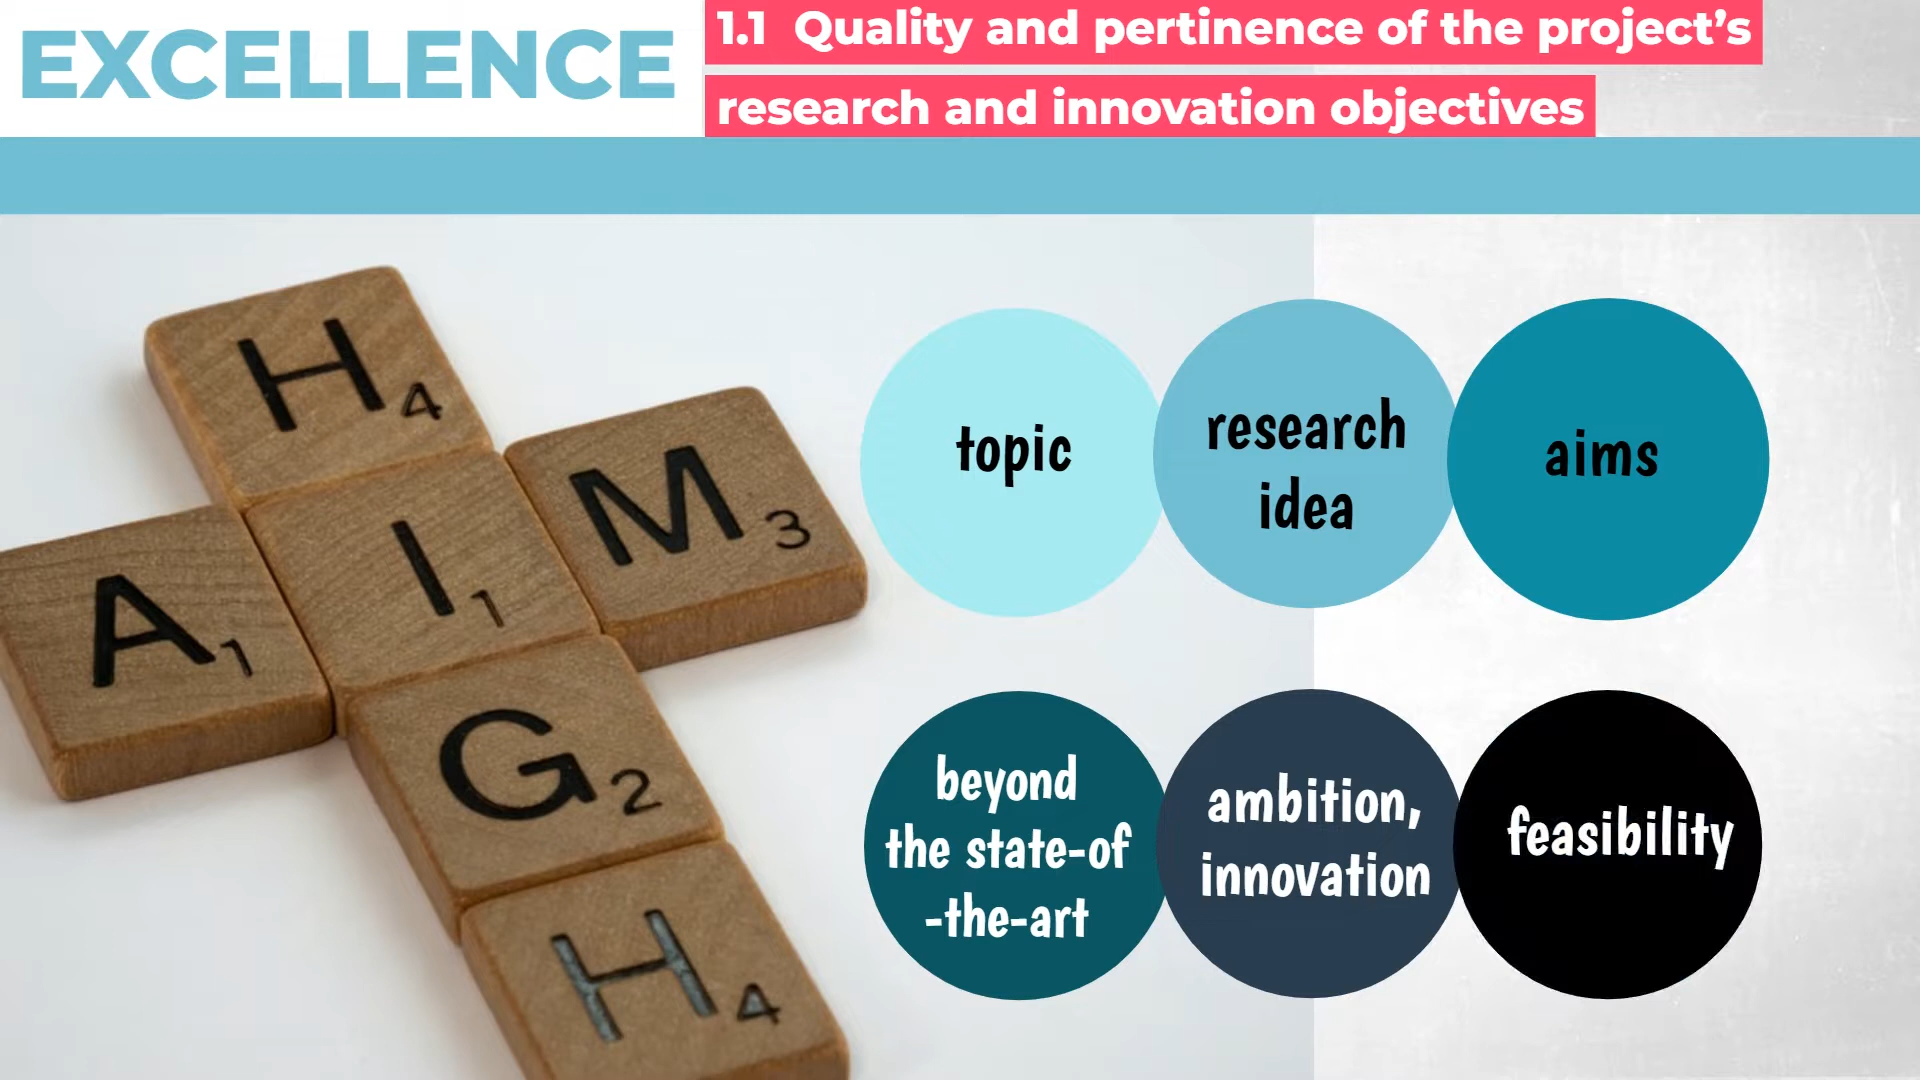 EXCELLENCE
1.1 Quality and pertinence of the project’s
research and innovation objectives
H4
A1 I1 M3
G2
H4
topic
research
idea
aims
beyond
the state-of
-the-art
ambition,
innovation
feasibility